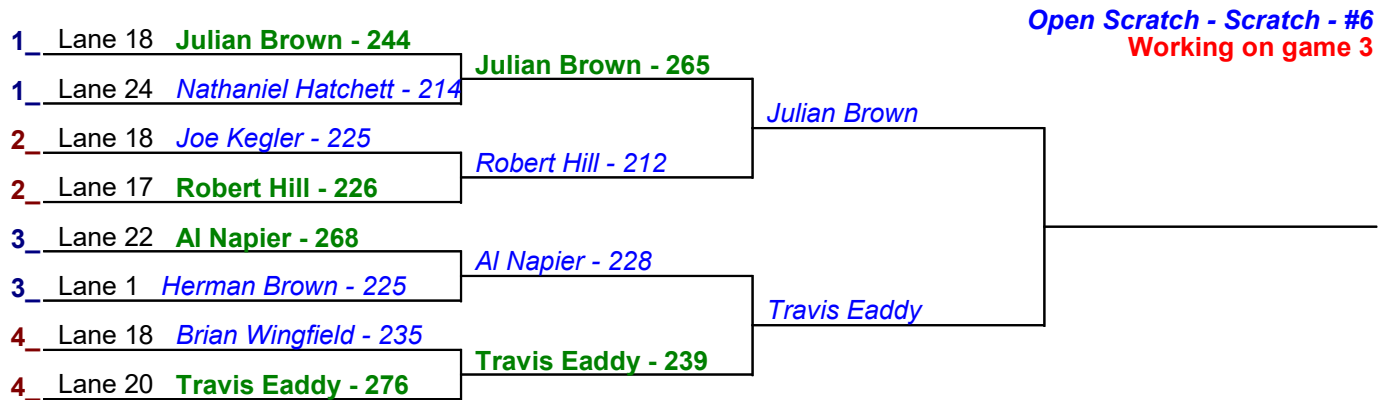 Open Scratch - Scratch - #6
Working on game 3
1_ Lane 18 Julian Brown - 244
1_ Lane 24 Nathaniel Hatchett - 214
2_ Lane 18 Joe Kegler - 225
2_ Lane 17 Robert Hill - 226
3_ Lane 22 Al Napier - 268
3_ Lane 1 Herman Brown - 225
4_ Lane 18 Brian Wingfield - 235
4_ Lane 20 Travis Eaddy - 276
Julian Brown - 265
Robert Hill - 212
Al Napier - 228
Travis Eaddy - 239
Julian Brown
Travis Eaddy